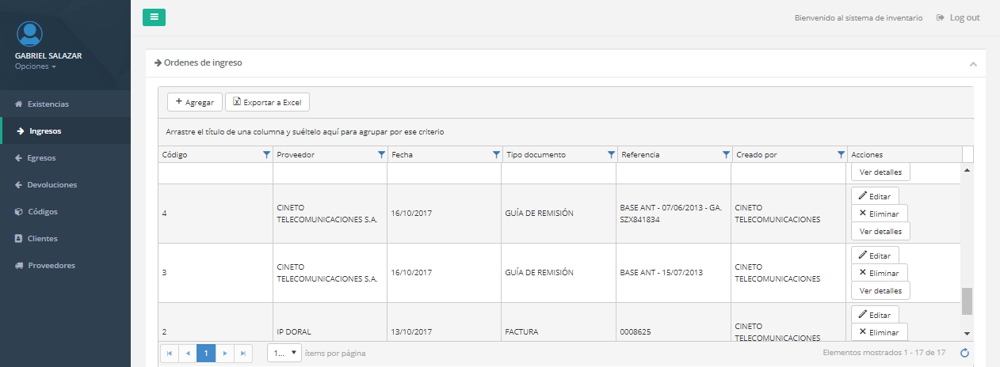 Bienvenido al sistema de inventario
Log out
GABRIEL SALAZAR
Opciones
Existencias
Ingresos
Egresos
Devoluciones
Códigos
Clientes
Proveedores
Ordenes de ingreso
Agregar
Exportar a Excel
Arrastre el título de una columna y suéltelo aquí para agrupar por ese criterio
Código Proveedor Fecha Tipo documento Referencia Creado por Acciones
Ver detalles
4
CINETO
TELECOMUNICACIONES S.A.
16/10/2017
GUÍA DE REMISIÓN
BASE ANT - 07/06/2013 - GA.
SZX841834
CINETO
TELECOMUNICACIONES
Editar
Eliminar
Ver detalles
3
CINETO
TELECOMUNICACIONES S.A.
16/10/2017
GUÍA DE REMISIÓN
BASE ANT - 15/07/2013
CINETO
TELECOMUNICACIONES
Editar
Eliminar
Ver detalles
2
IP DORAL
13/10/2017
FACTURA
0008625
CINETO
TELECOMUNICACIONES
Editar
Eliminar
1
1...
ítems por página
Elementos mostrados 1 - 17 de 17